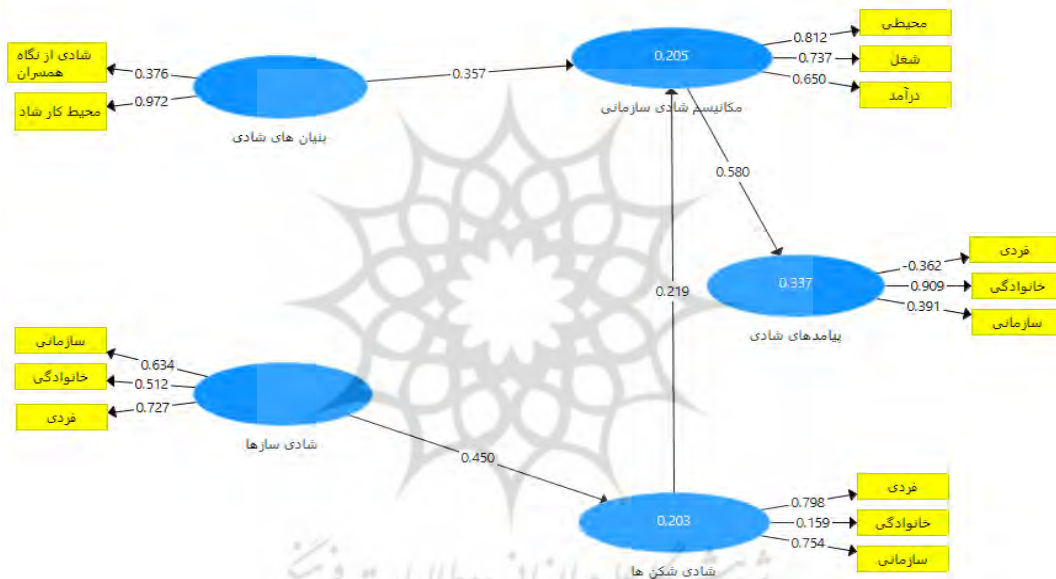 محیطی
0.812
شغل
0.737
درآمد
0.650
0.205
مکانیسم شادی سازمانی
شادی از نگاه
همسران
0.376
محیط کار شاد
0.972
بنیان های شادی
0.357
0.580
فردی
-0.362
خانوادگی
0.909
سازمانی
0.391
0.337
پیامدهای شادی
0.219
سازمانی
0.634
خانوادگی
0.512
فردی
0.727
شادی سازها
0.450
فردی
0.798
خانوادگی
0.159
سازمانی
0.754
0.203
شادی شکن ها